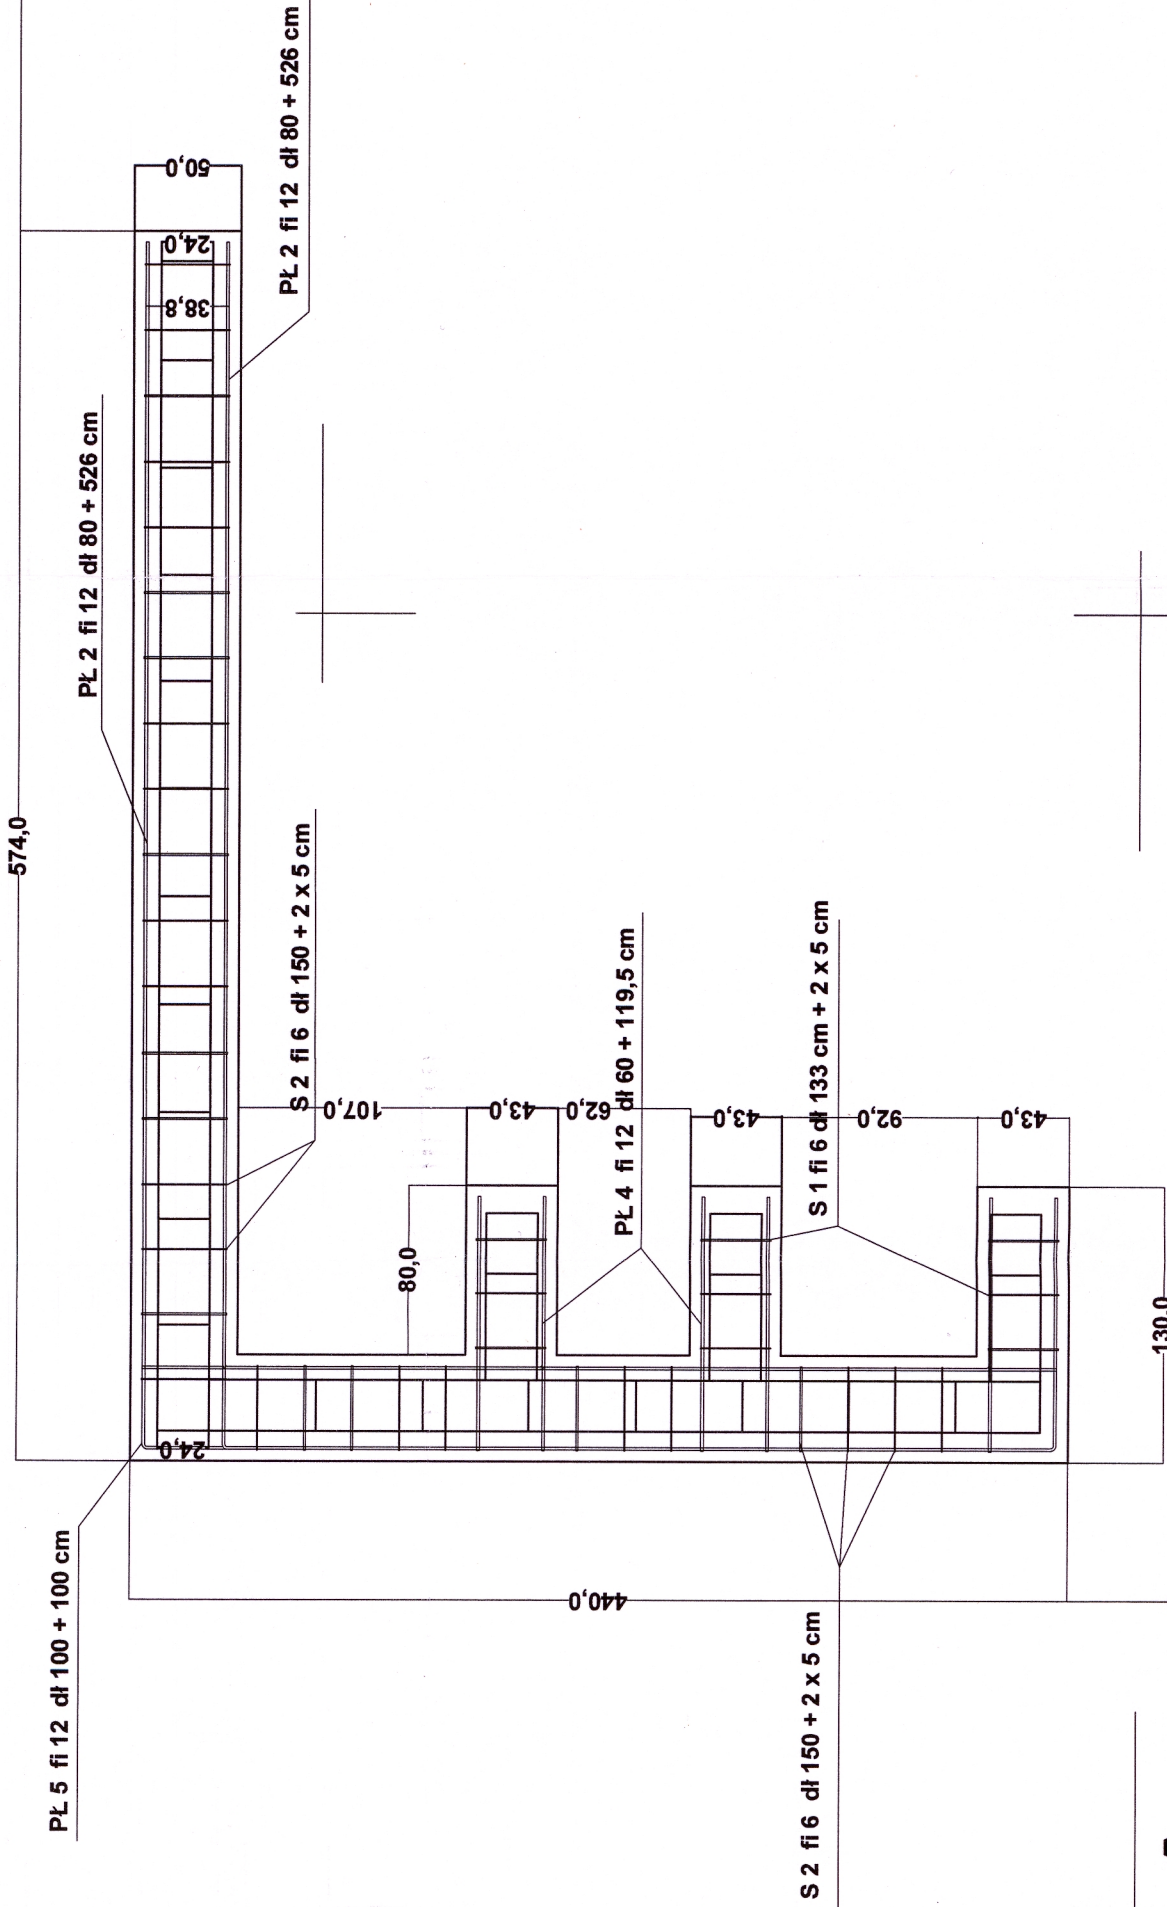 574,0
PŁ 2 fi 12 dł 80 + 526 cm
PŁ 2 fi 12 dł 80 + 526 cm
50,0
24,0
38,8
S 2 fi 6 dł 150 + 2 x 5 cm
107,0
43,0
62,0
43,0
92,0
43,0
PŁ 4 fi 12 dł 60 + 119,5 cm
S 1 fi 6 dł 133 cm + 2 x 5 cm
80,0
130,0
24,0
PŁ 5 fi 12 dł 100 + 100 cm
440,0
S 2 fi 6 dł 150 + 2 x 5 cm